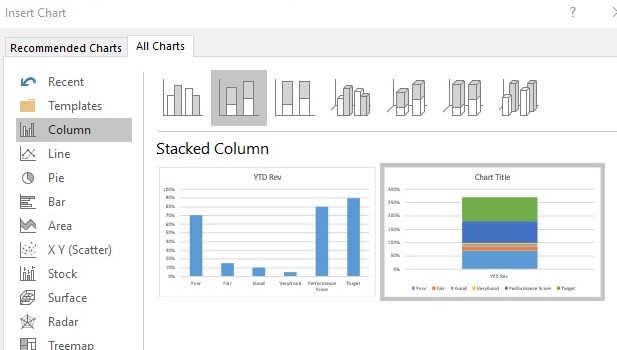 Insert Chart
?
Recommended Charts
All Charts
Recent
Templates
Column
Line
Pie
Bar
Area
X Y (Scatter)
Stock
Surface
Radar
Treemap
Stacked Column
YTD Rev
100%
90%
80%
70%
60%
50%
40%
30%
20%
10%
0%
Poor Fair Good VeryGood Performance Score Target
Chart Title
300%
250%
200%
150%
100%
50%
0%
YTD Rev
Poor Fair Good VeryGood Performance Score Target